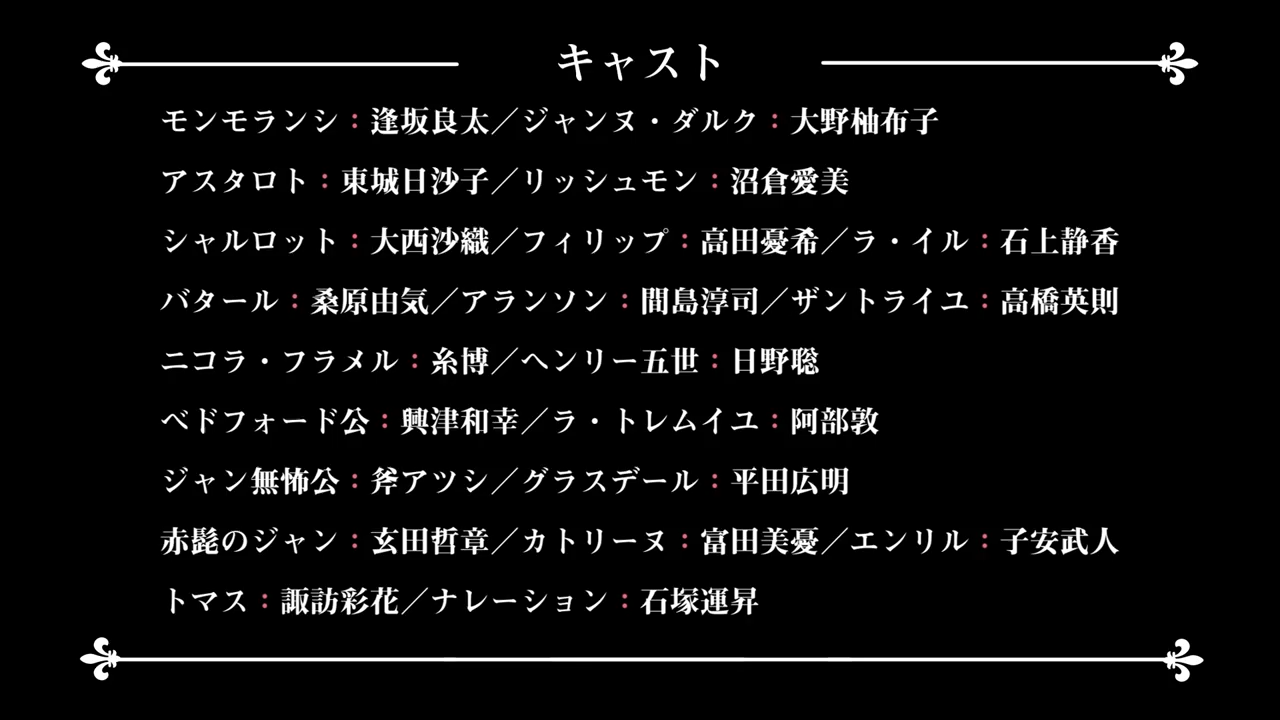 キャスト
モンモランシ：逢坂良太／ジャンヌ・ダルク：大野柚布子
アスタロト：東城日沙子／リッシュモン：沼倉愛美
シャルロット：大西沙織／フィリップ：高田憂希／ラ・イル：石上静香
バタール：桑原由気／アランソン：間島淳司／ザントライユ：高橋英則
ニコラ・フラメル：糸博／ヘンリー五世：日野聡
ベドフォード公：興津和幸／ラ・トレムイユ：阿部敦
ジャン無怖公：斧アツシ／グラスデール：平田広明
赤髭のジャン：玄田哲章／カトリーヌ：富田美憂／エンリル：子安武人
トマス：諏訪彩花／ナレーション：石塚運昇